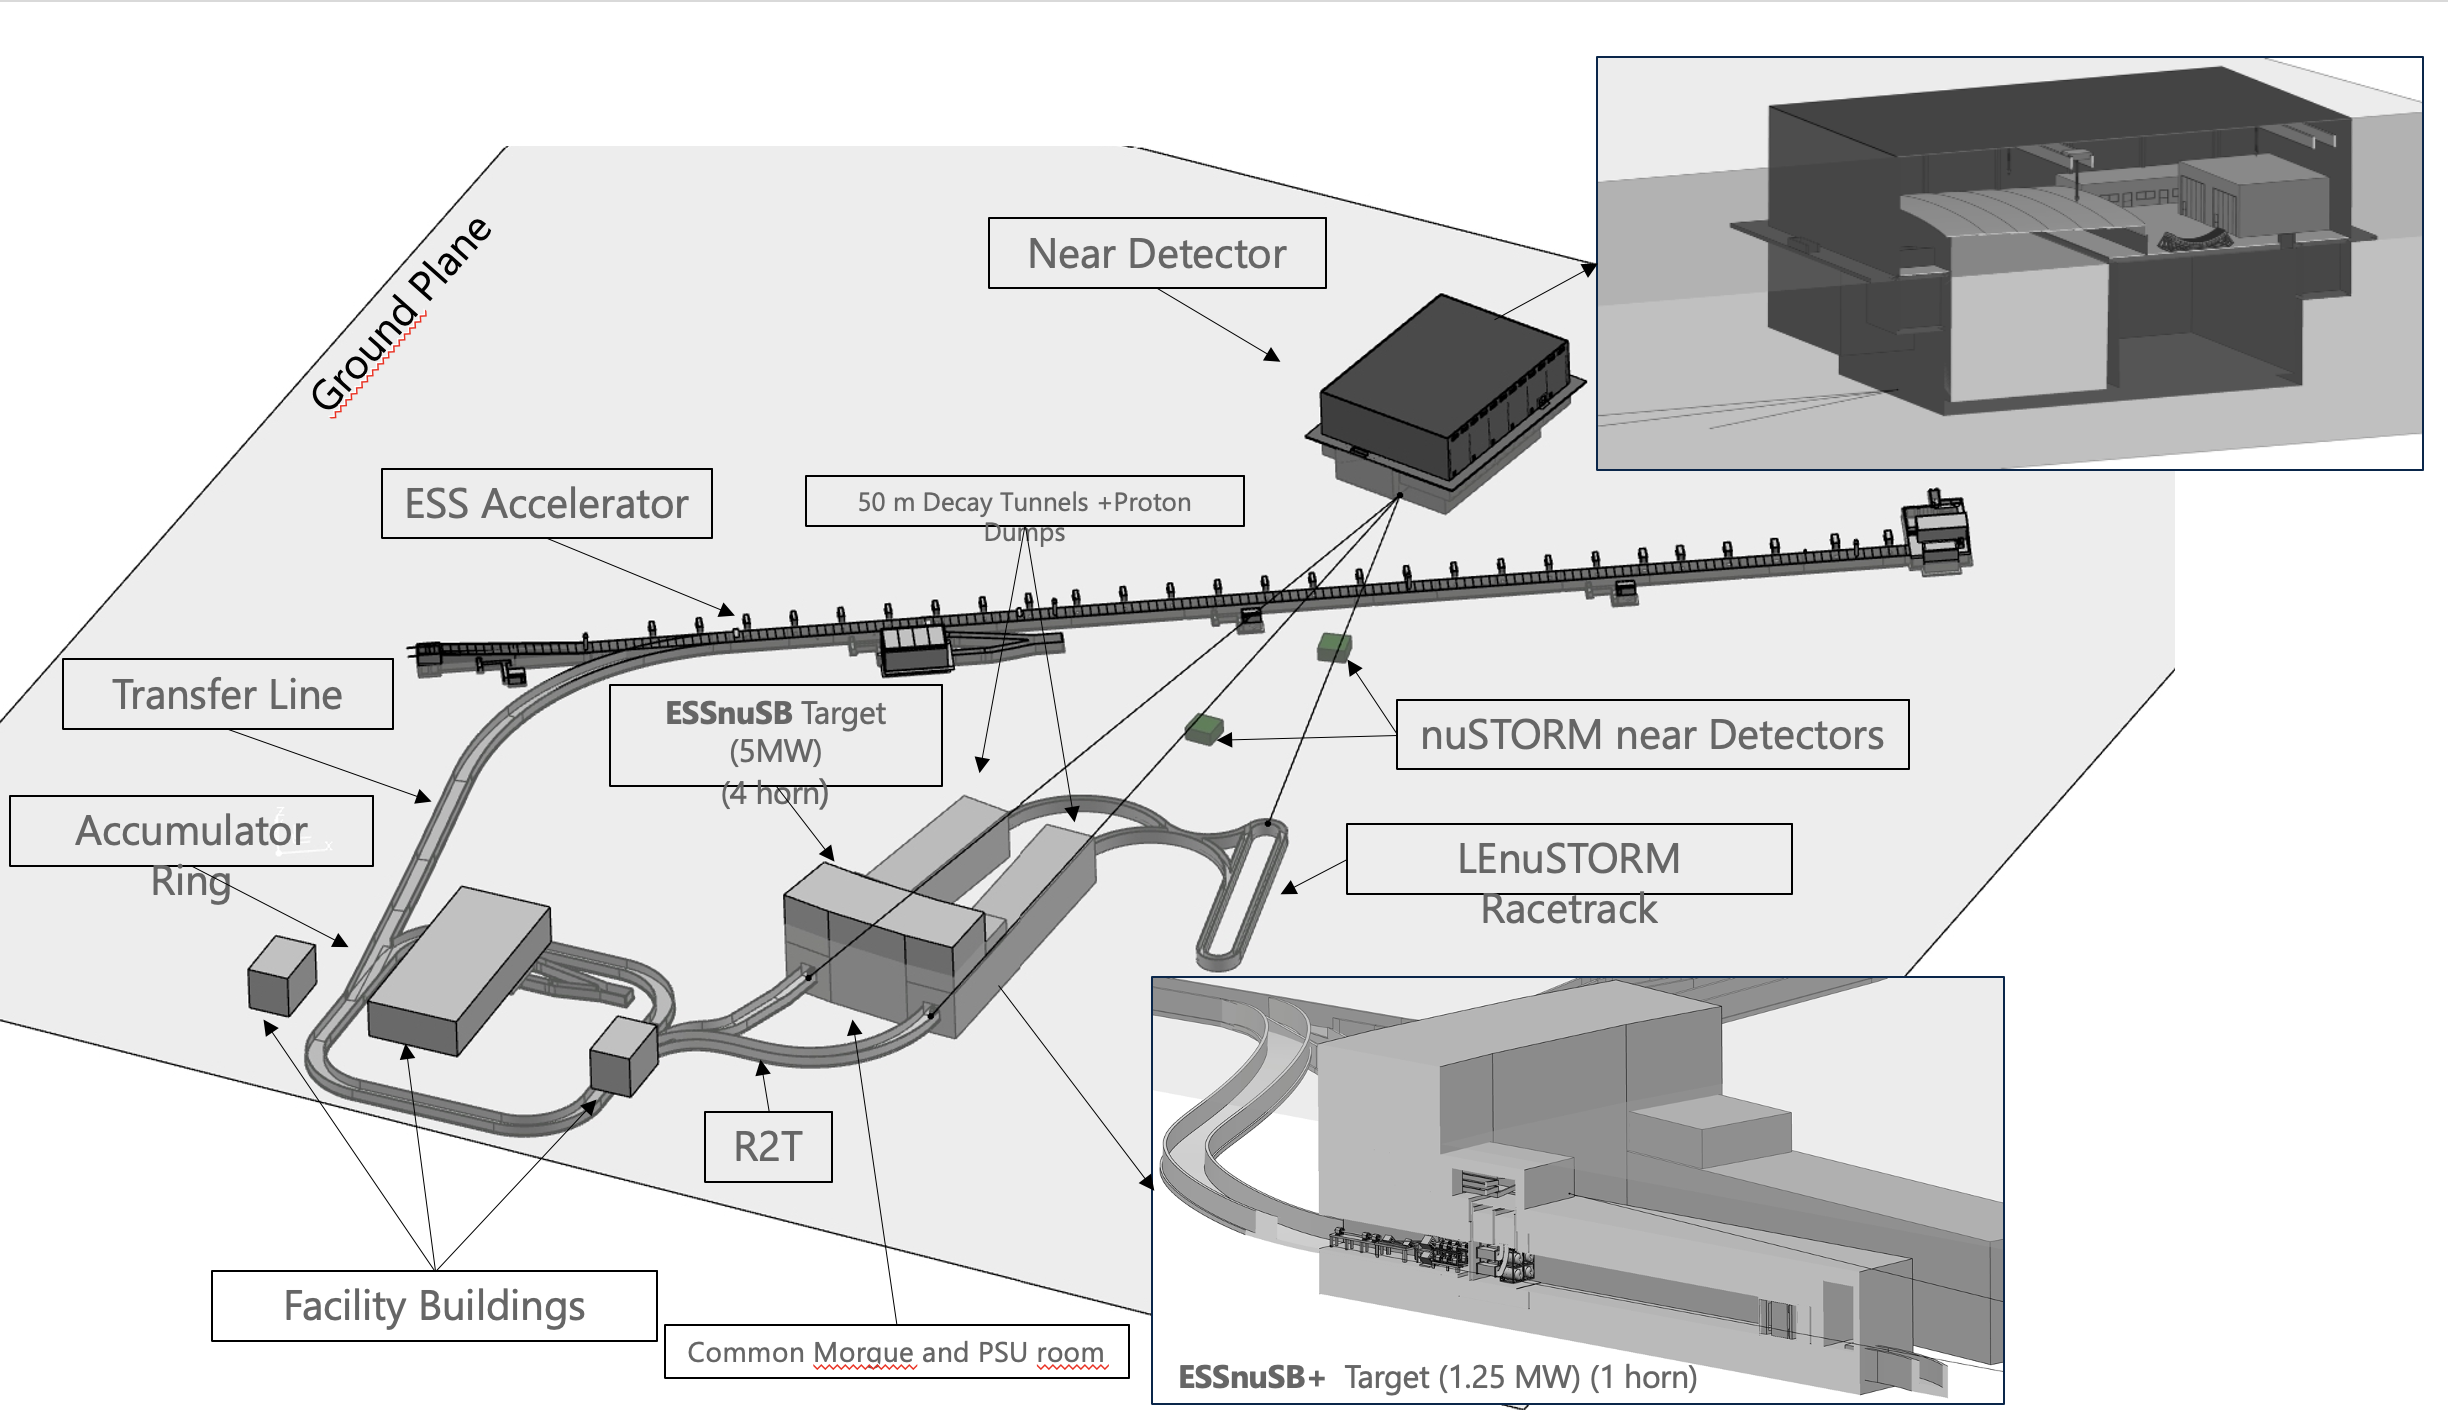 Ground Plane
Near Detector
ESS Accelerator
50 m Decay Tunnels +Proton
Dumps
Transfer Line
ESSnuSB Target
(5MW)
(4 horn)
nuSTORM near Detectors
Accumulator
Ring
z
x
LEnuSTORM
Racetrack
R2T
Facility Buildings
Common Morgue and PSU room
ESSnuSB+ Target (1.25 MW) (1 horn)